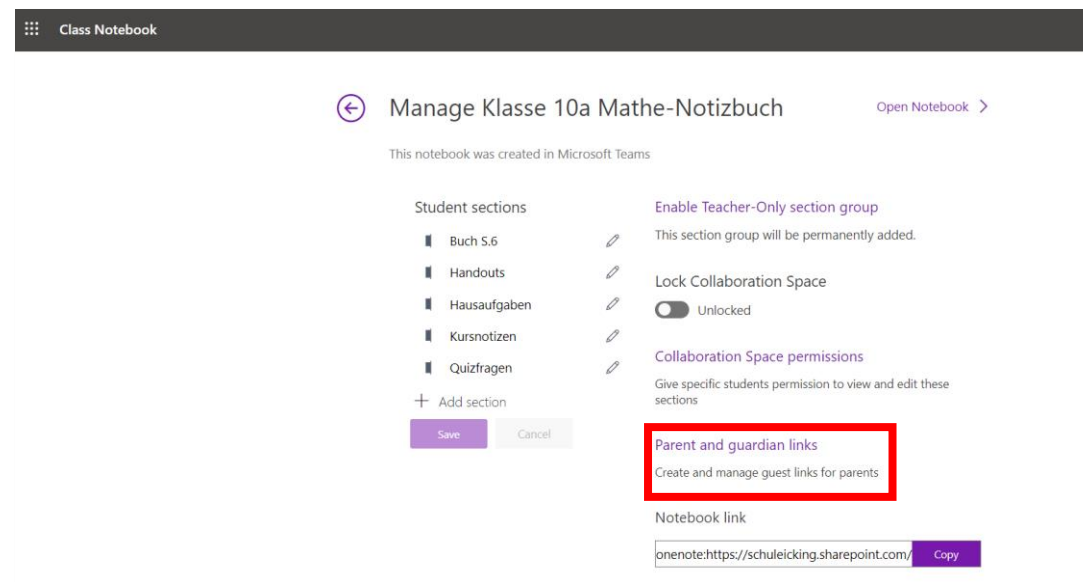 Class Notebook
Manage Klasse 10a Mathe-Notizbuch
Open Notebook
This notebook was created in Microsoft Teams
Student sections
Buch S.6
Handouts
Hausaufgaben
Kursnotizen
Quizfragen
Add section
Save
Cancel
Enable Teacher-Only section group
This section group will be permanently added.
Lock Collaboration Space
Unlocked
Collaboration Space permissions
Give specific students permission to view and edit these
sections
Parent and guardian links
Create and manage guest links for parents
Notebook link
onenote:https://schuleicking.sharepoint.com/
Copy